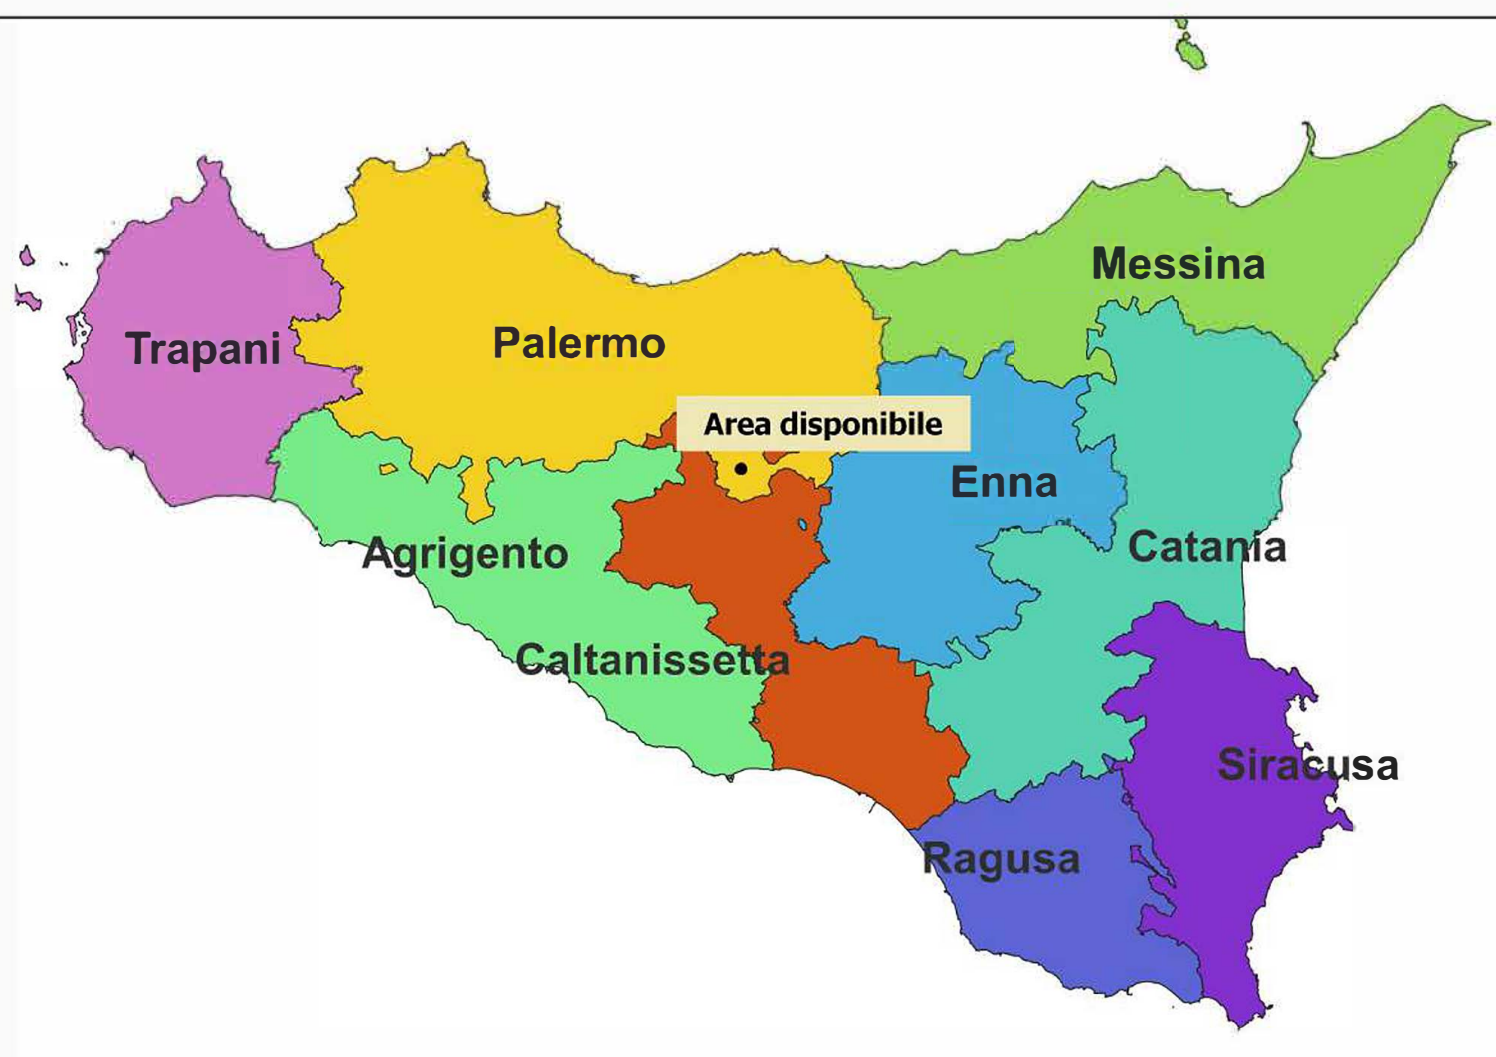 Messina
Trapani
Palermo
Area disponibile
Enna
Agrigento
Catania
Caltanissetta
Siracusa
Ragusa